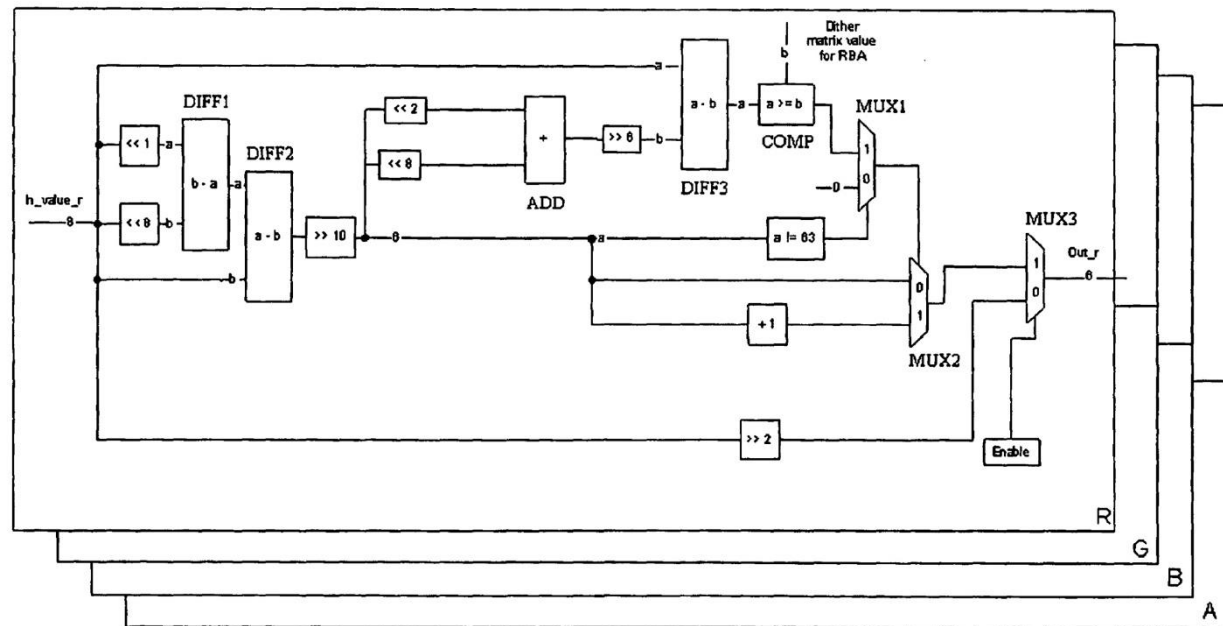 Dither
matrix value
for RBA
b
DIFF1
<< 1
a
b - a
a
<< 8
b
h_value_r
8
DIFF2
a - b
b
>> 10
6
<< 2
<< 8
+
ADD
>> 6
b
a
a - b
a
DIFF3
a >= b
COMP
MUX1
1
0
0
a
a != 63
+ 1
0
1
MUX2
MUX3
1
0
Out_r
6
>> 2
Enable
R
G
B
A